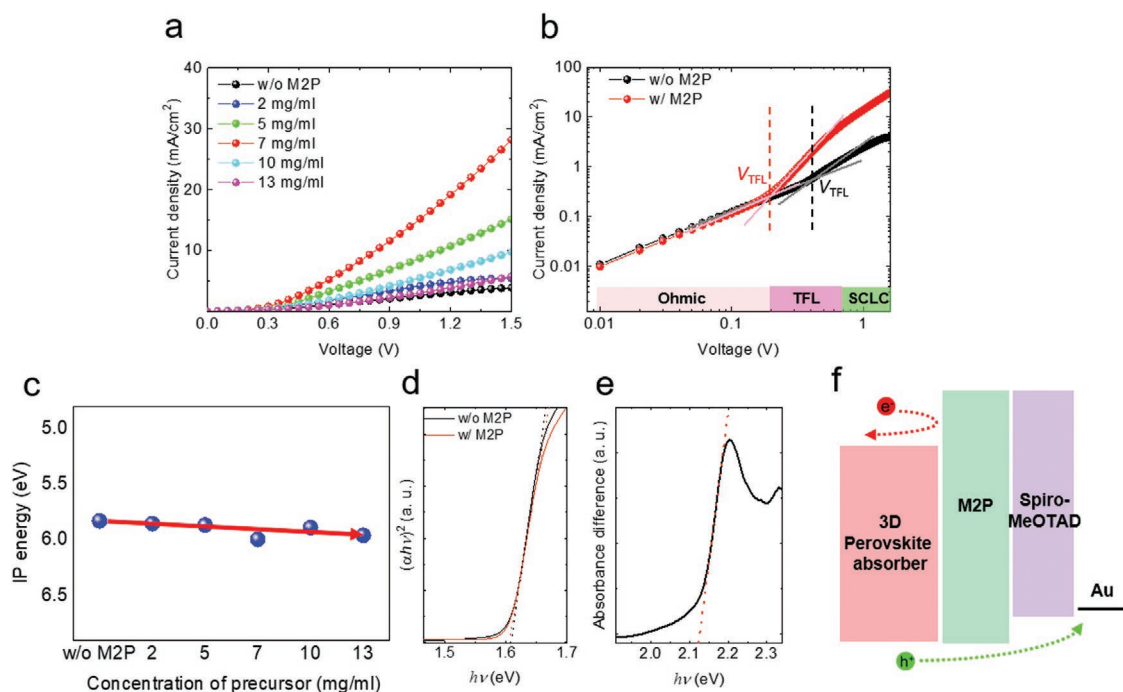 a
40
30
20
10
0.0 0.3 0.6 0.9 1.2 1.5
Current density (mA/cm²)
Voltage (V)
w/o M2P
2 mg/ml
5 mg/ml
7 mg/ml
10 mg/ml
13 mg/ml
b
100
10
1
0.1
0.01
0.01 0.1 1
Current density (mA/cm²)
Voltage (V)
w/o M2P
w/ M2P
V_TFL
V_TFL
Ohmic TFL SCLC
c
5.0
5.5
6.0
6.5
IP energy (eV)
w/o M2P 2 5 7 10 13
Concentration of precursor (mg/ml)
d
w/o M2P
w/ M2P
(αhν)² (a. u.)
1.5 1.6 1.7
hν (eV)
e
Absorbance difference (a. u.)
2.0 2.1 2.2 2.3
hν (eV)
f
e⁻
3D
Perovskite
absorber
M2P
Spiro-
MeOTAD
Au
h⁺